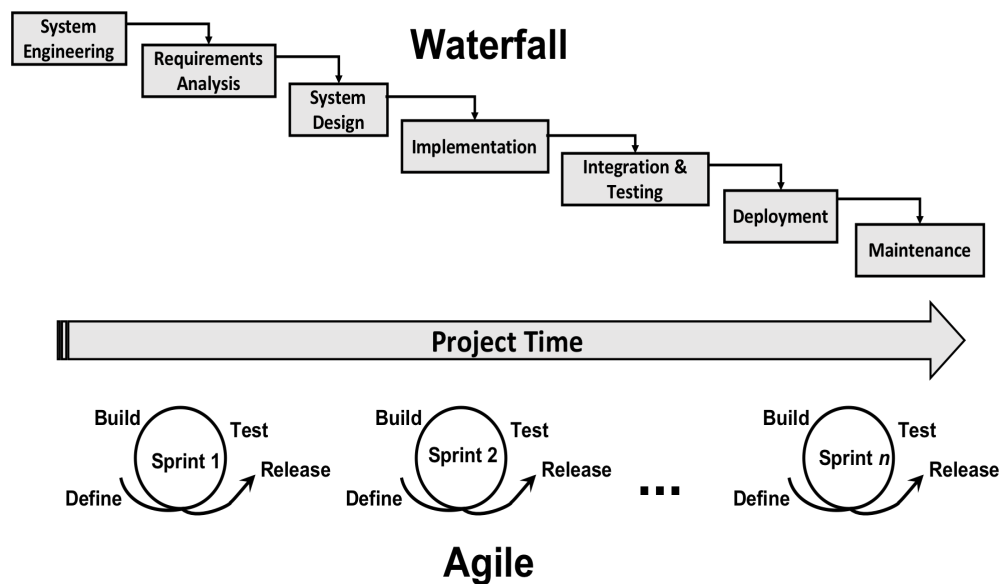 System
Engineering
Waterfall
Requirements
Analysis
System
Design
Implementation
Integration &
Testing
Deployment
Maintenance
Project Time
Build
Test
Sprint 1
Release
Define
Build
Test
Sprint 2
Release
Define
...
Build
Test
Sprint n
Release
Define
Agile